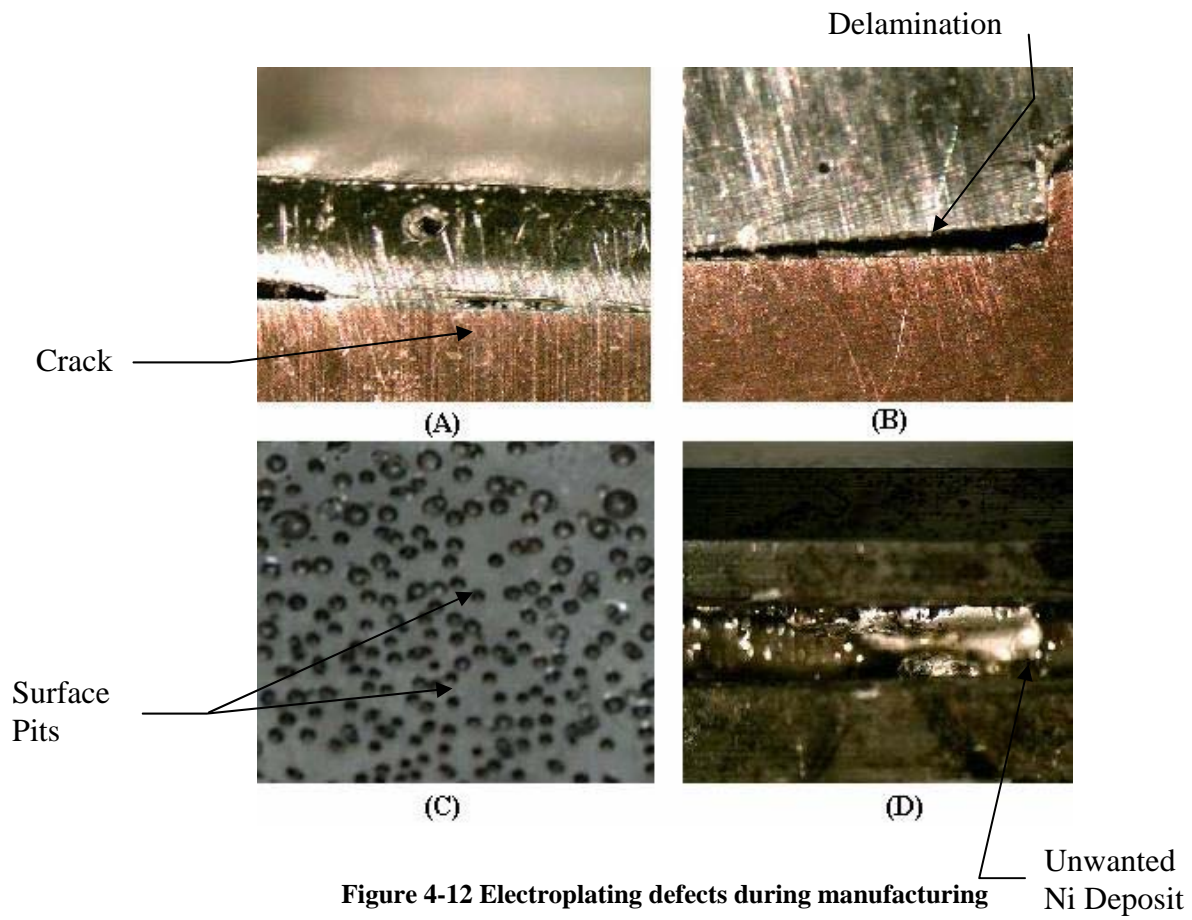 Delamination
Crack
(A)
(B)
Surface
Pits
(C)
(D)
Unwanted
Ni Deposit
Figure 4-12 Electroplating defects during manufacturing